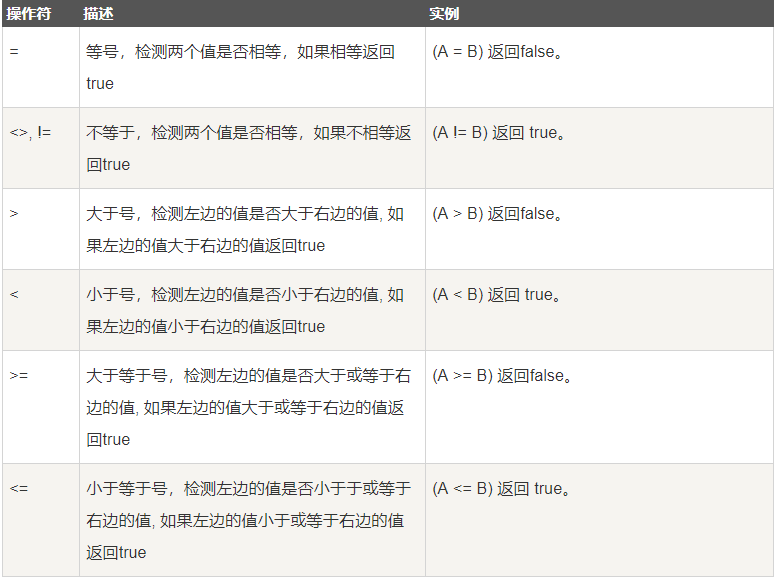 操作符 描述 实例
= 等号，检测两个值是否相等，如果相等返回 (A = B) 返回false。
true
<>, != 不等于，检测两个值是否相等，如果不相等返 (A != B) 返回 true。
回true
> 大于号，检测左边的值是否大于右边的值, 如 (A > B) 返回false。
果左边的值大于右边的值返回true
< 小于号，检测左边的值是否小于右边的值, 如 (A < B) 返回 true。
果左边的值小于右边的值返回true
>= 大于等于号，检测左边的值是否大于或等于右 (A >= B) 返回false。
边的值, 如果左边的值大于或等于右边的值返
回true
<= 小于等于号，检测左边的值是否小于于或等于 (A <= B) 返回 true。
右边的值, 如果左边的值小于或等于右边的值
返回true